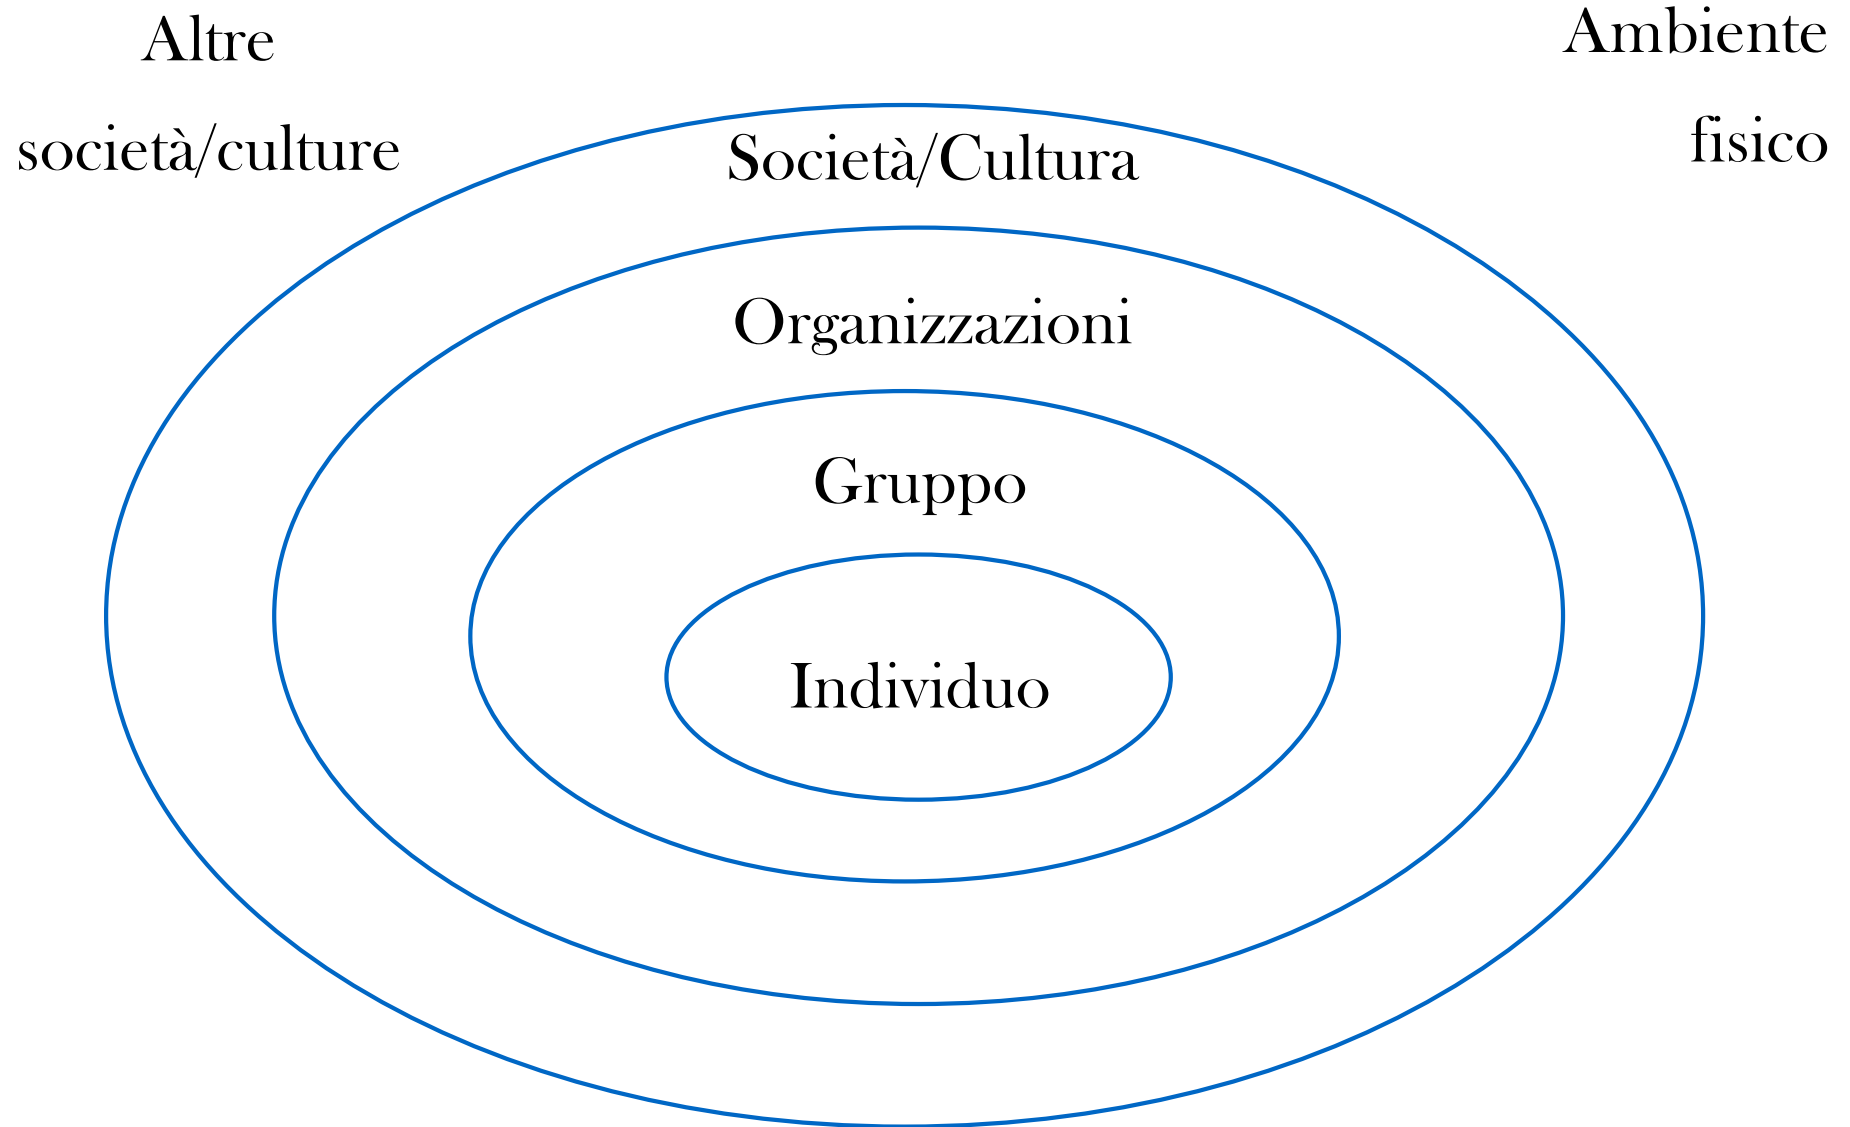 Altre
società/culture
Ambiente
fisico
Società/Cultura
Organizzazioni
Gruppo
Individuo